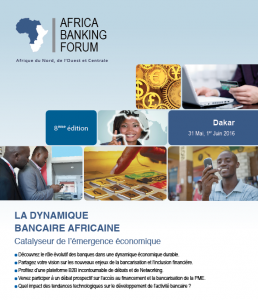 AFRICA
BANKING
FORUM
Afrique du Nord, de l'Ouest et Centrale
8ème édition
Dakar
31 Mai, 1er Juin 2016
LA DYNAMIQUE
BANCAIRE AFRICAINE
Catalyseur de l'émergence économique
• Découvrez le rôle évolutif des banques dans une dynamique économique durable.
• Partagez votre vision sur les nouveaux enjeux de la bancarisation et l'inclusion financière.
• Profitez d'une plateforme B2B incontournable de débats et de Networking.
• Venez participer à un débat prospectif sur l'accès au financement et la bancarisation de la PME.
• Quel impact des tendances technologiques sur le développement de l'activité bancaire ?